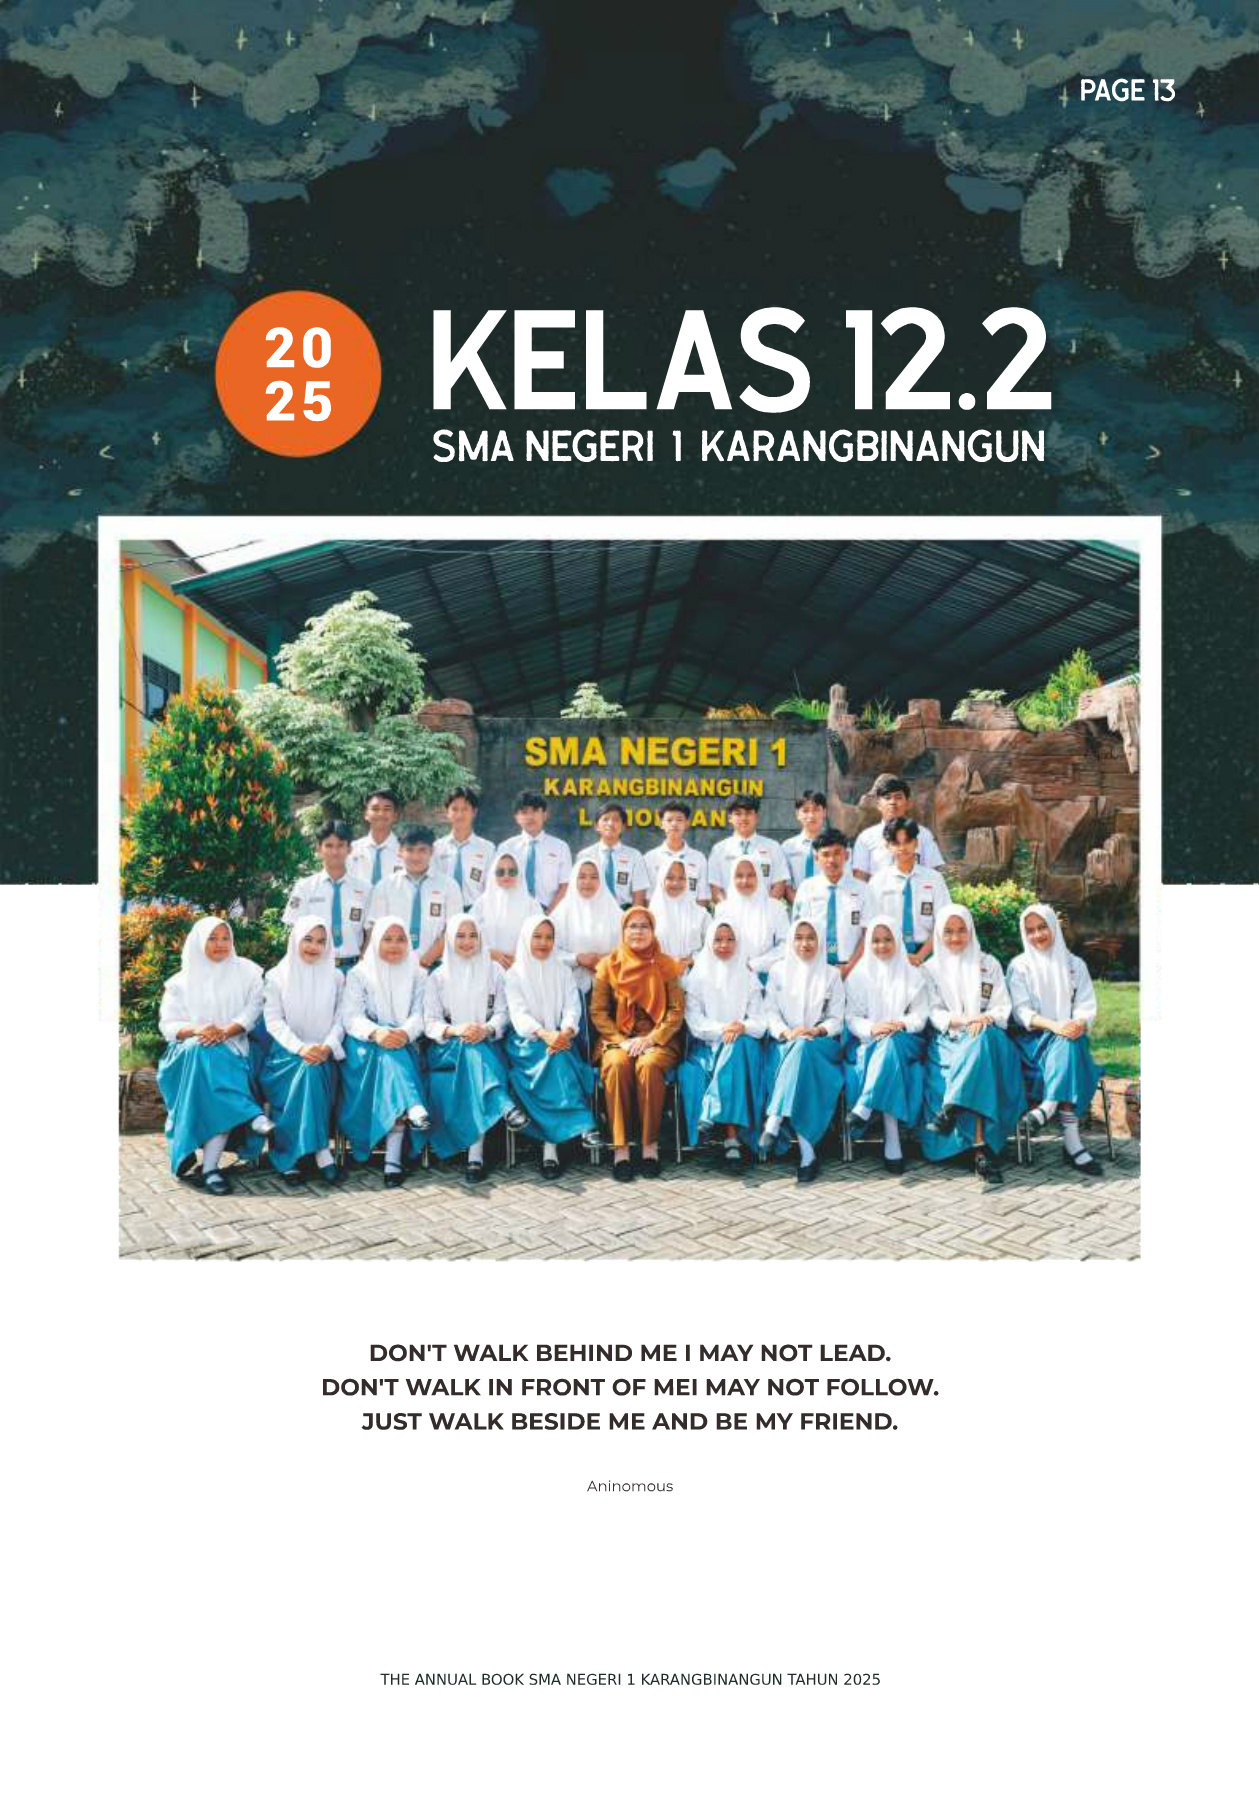 PAGE 13
20
25
KELAS 12.2
SMA NEGERI 1 KARANGBINANGUN
SMA NEGERI 1
KARANGBINANGUN
DON'T WALK BEHIND ME I MAY NOT LEAD.
DON'T WALK IN FRONT OF MEI MAY NOT FOLLOW.
JUST WALK BESIDE ME AND BE MY FRIEND.
Aninomous
THE ANNUAL BOOK SMA NEGERI 1 KARANGBINANGUN TAHUN 2025